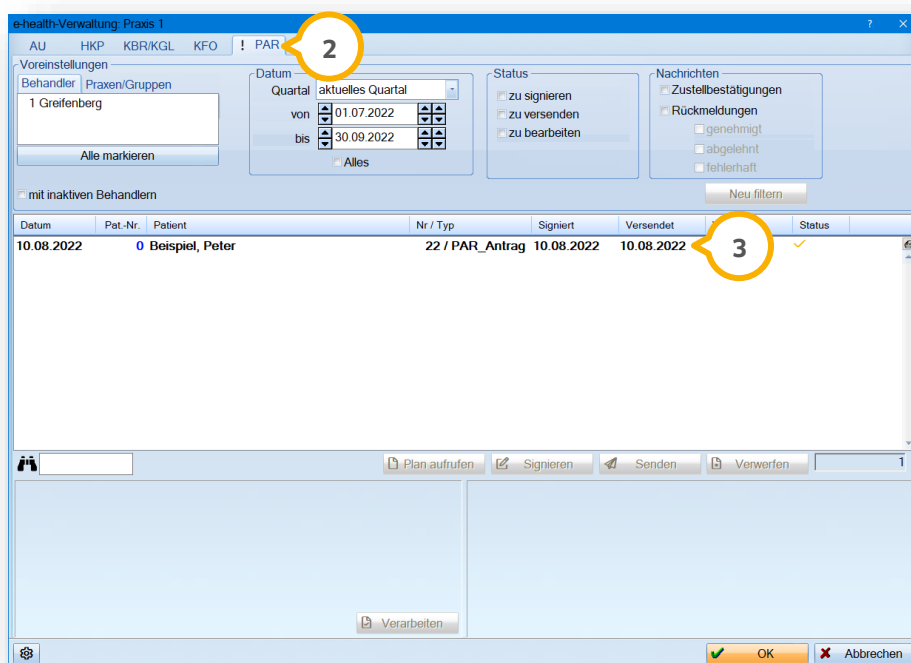 e-health-Verwaltung: Praxis 1
? ×
AU HKP KBR/KGL KFO ! PAR
2
Voreinstellungen
Behandler Praxen/Gruppen
1 Greifenberg
Alle markieren
mit inaktiven Behandlern
Datum
Quartal aktuelles Quartal
von 01.07.2022
bis 30.09.2022
Alles
Status
zu signieren
zu versenden
zu bearbeiten
Nachrichten
Zustellbestätigungen
Rückmeldungen
genehmigt
abgelehnt
fehlerhaft
Neu filtern
Datum Pat.-Nr. Patient Nr / Typ Signiert Versendet Status
10.08.2022 0 Beispiel, Peter 22 / PAR_Antrag 10.08.2022 10.08.2022
3
Plan aufrufen Signieren Senden Verwerfen 1
Verarbeiten
OK Abbrechen